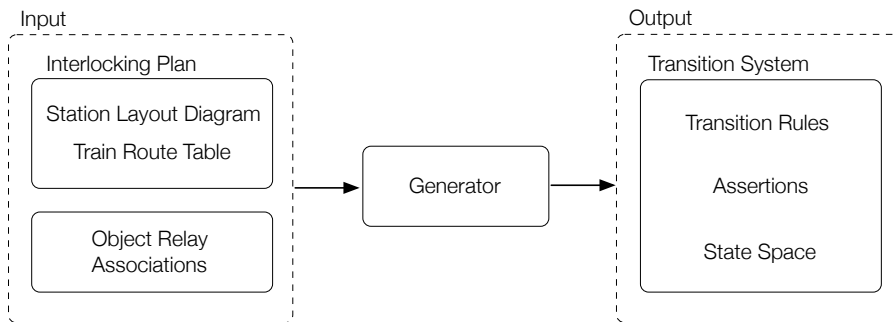 Input
Interlocking Plan
Station Layout Diagram
Train Route Table
Object Relay
Associations
Generator
Output
Transition System
Transition Rules
Assertions
State Space